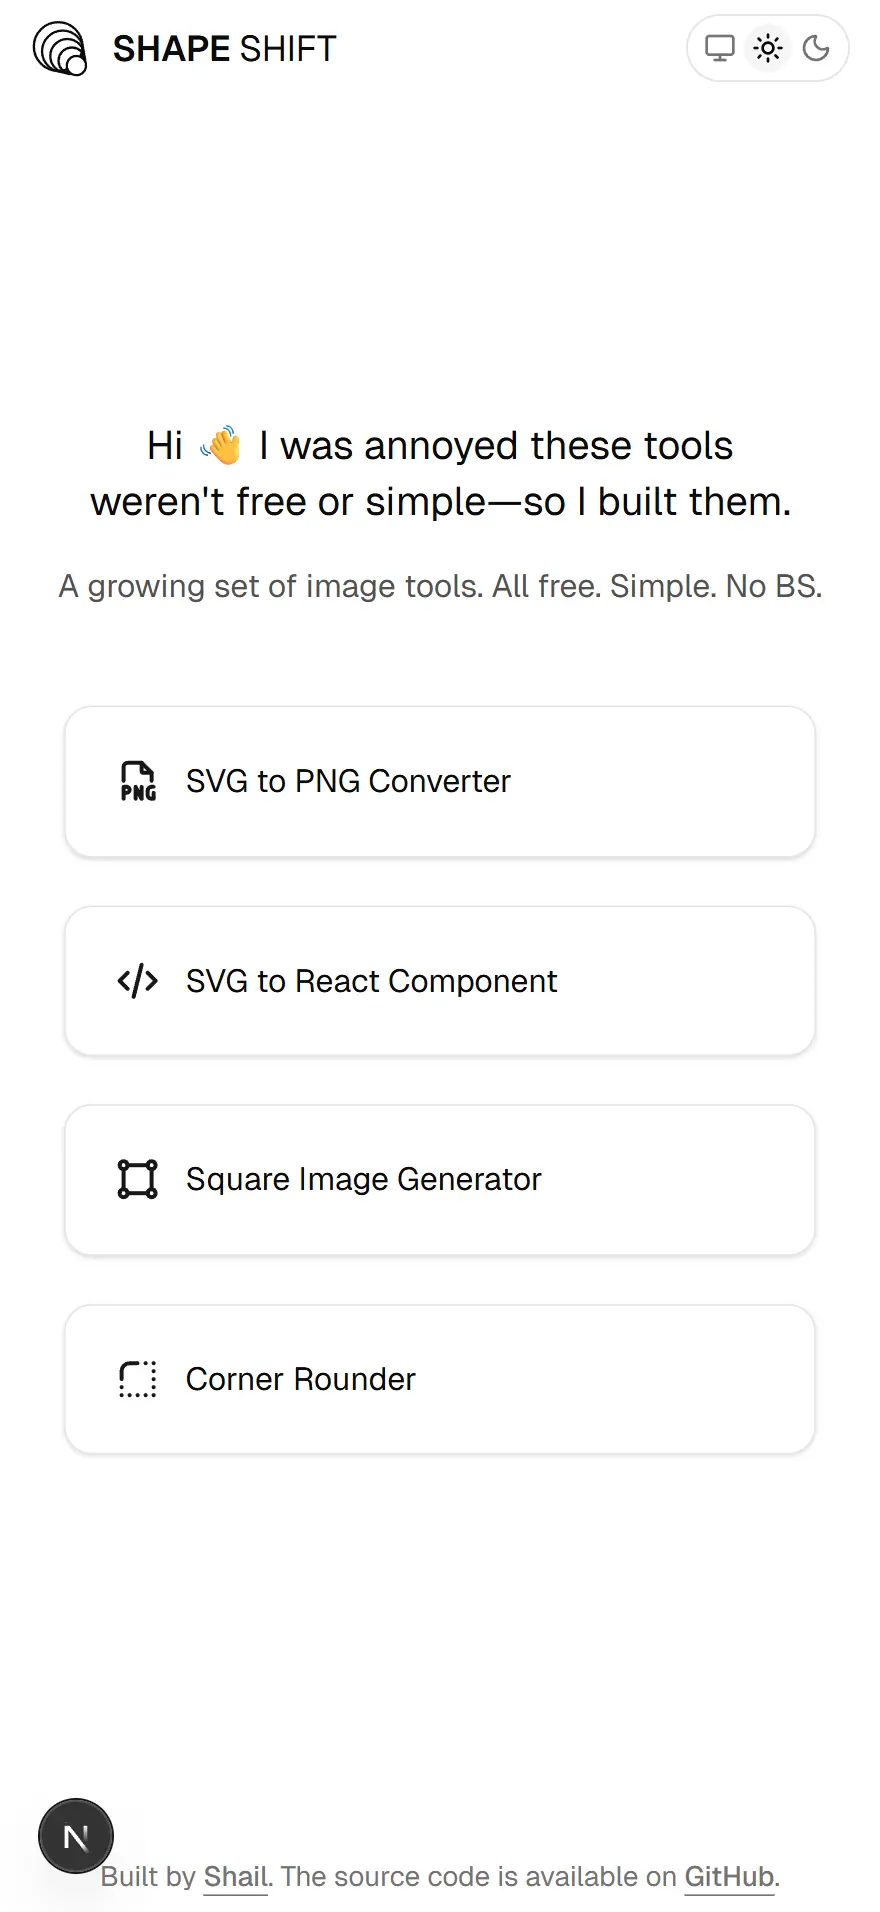 SHAPE SHIFT
Hi 👋 I was annoyed these tools
weren't free or simple—so I built them.
A growing set of image tools. All free. Simple. No BS.
PNG
SVG to PNG Converter
SVG to React Component
Square Image Generator
Corner Rounder
N
Built by Shail. The source code is available on GitHub.